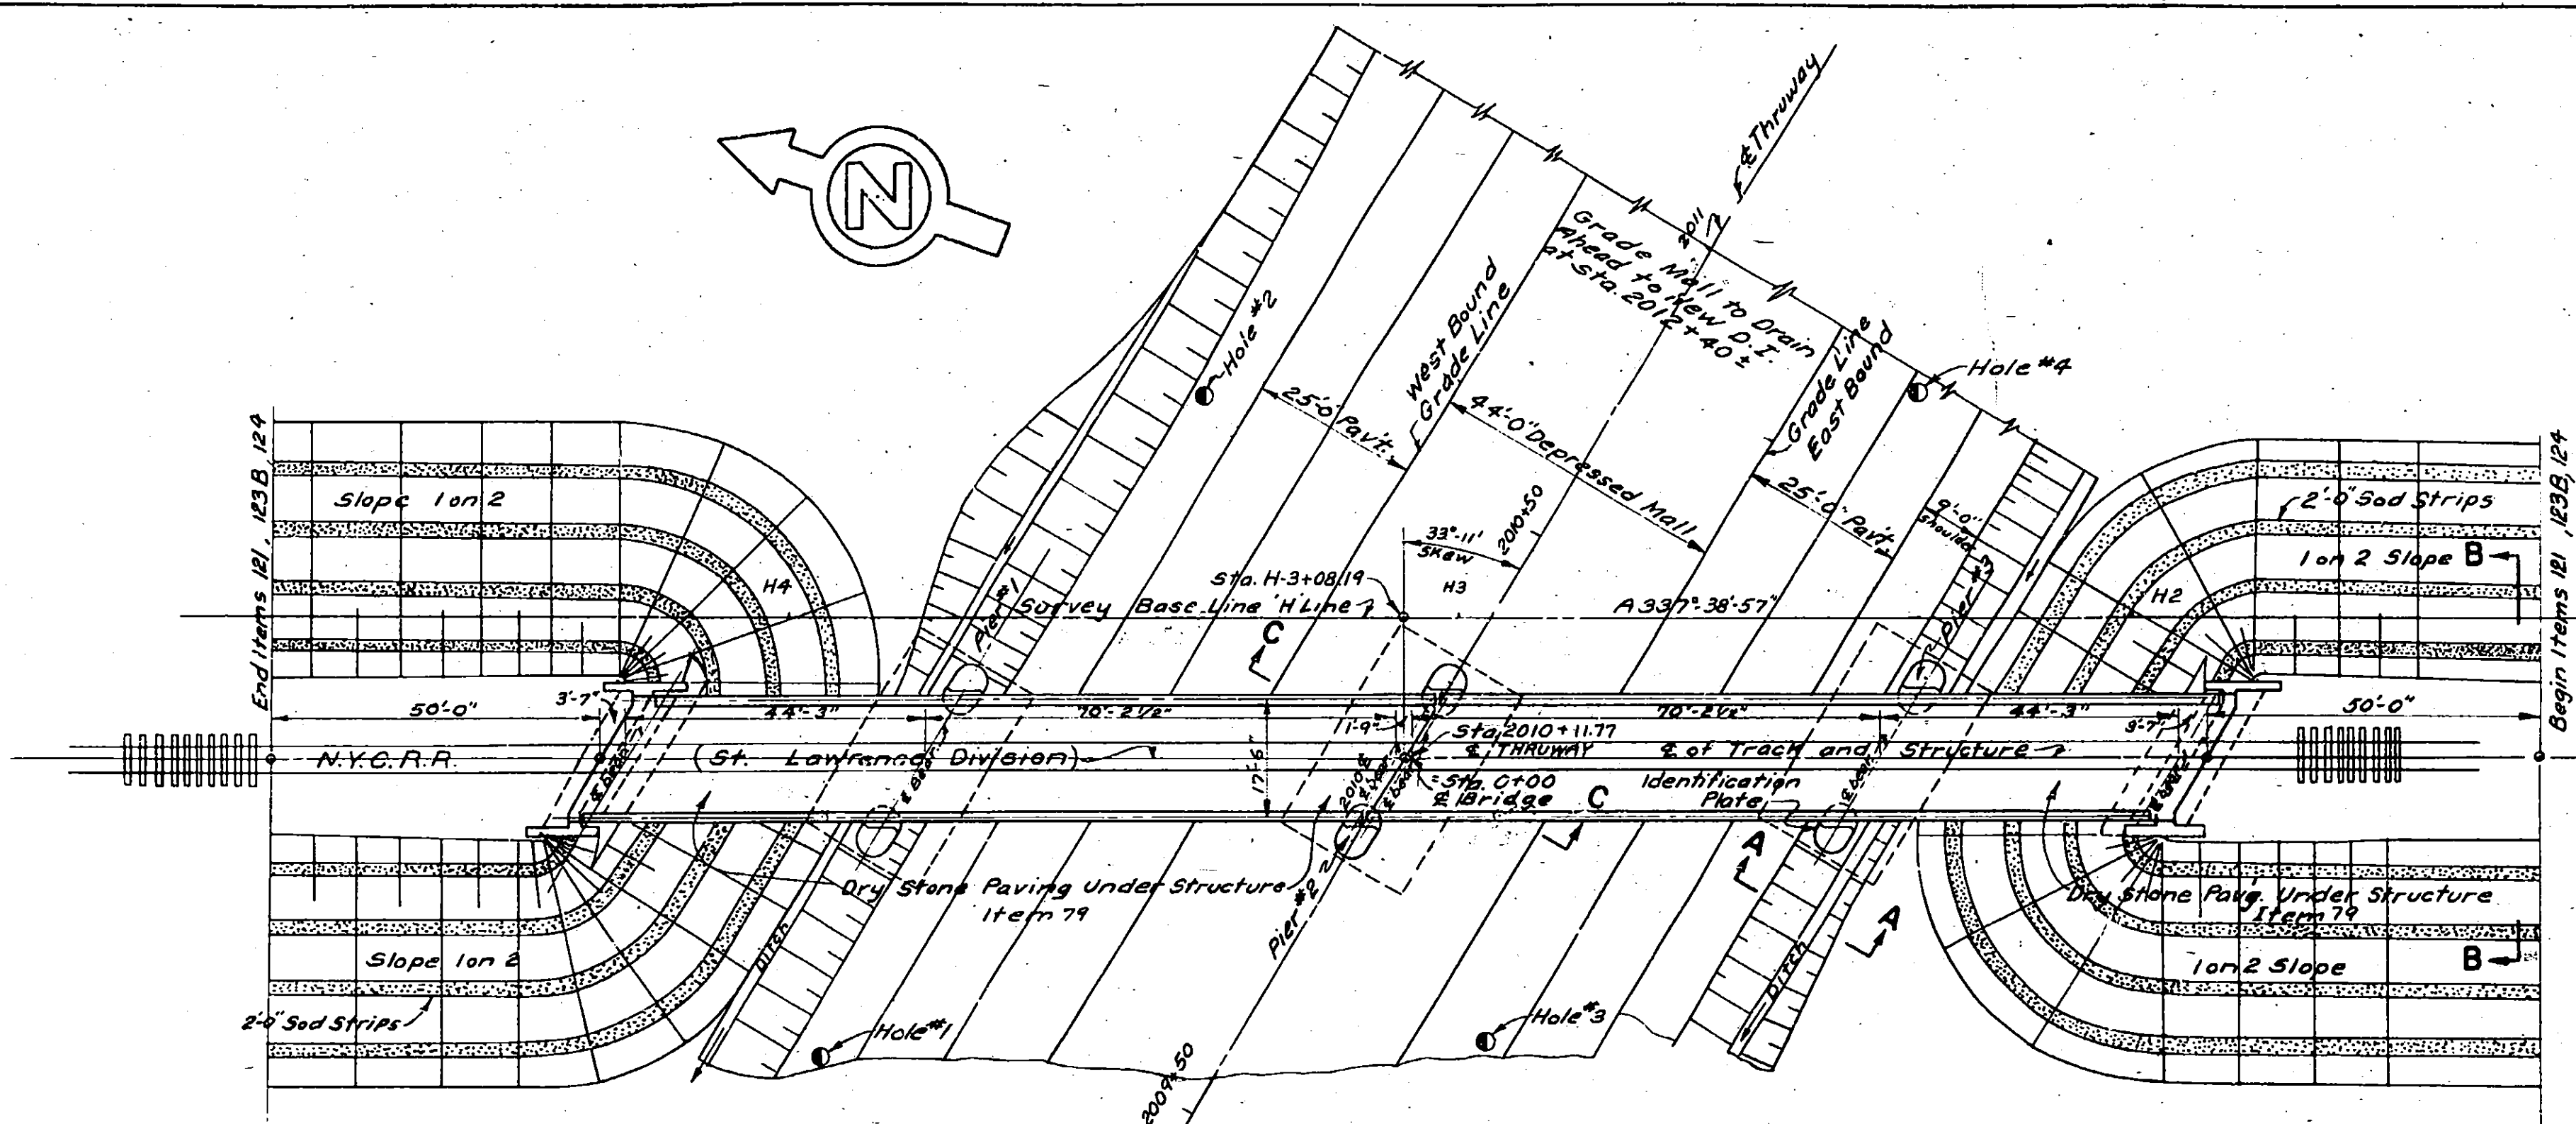 N
℄ Thruway
2011
Grade Mall to Drain
Ahead to New D.I.
at Sta. 2012+40±
West Bound
Grade Line
Grade Line
East Bound
Hole #2
Hole #4
25'-0" Pav't.
44'-0" Depressed Mall
25'-0" Pav't.
9'-0"
Shoulder
End Items 121, 123B, 124
Begin Items 121, 123B, 124
Slope 1 on 2
2'-0" Sod Strips
1 on 2 Slope
B
33°-11'
Skew
2010+50
Sta. H-3+08.19
H3
H4
H2
Pier #1
Pier #3
Survey Base Line 'H' Line
A 337°-38'-57"
C
50'-0"
3'-7"
44'-3"
70'-2½"
1'-9"
70'-2½"
44'-3"
3'-7"
50'-0"
17'-6"
N.Y.C.R.R.
(St. Lawrence Division)
Sta. 2010+11.77
℄ THRUWAY
℄ of Track and Structure
= Sta. 0+00
℄ Bridge
Identification
Plate
℄ bear.
℄ Bear.
2010
℄ bear.
℄ bear.
℄ bear.
C
A
A
Dry Stone Paving Under Structure
Item 79
Pier #2
Dry Stone Pavg. Under Structure
Item 79
Ditch
Ditch
Slope 1 on 2
1 on 2 Slope
B
2'-0" Sod Strips
Hole #1
Hole #3
2009+50